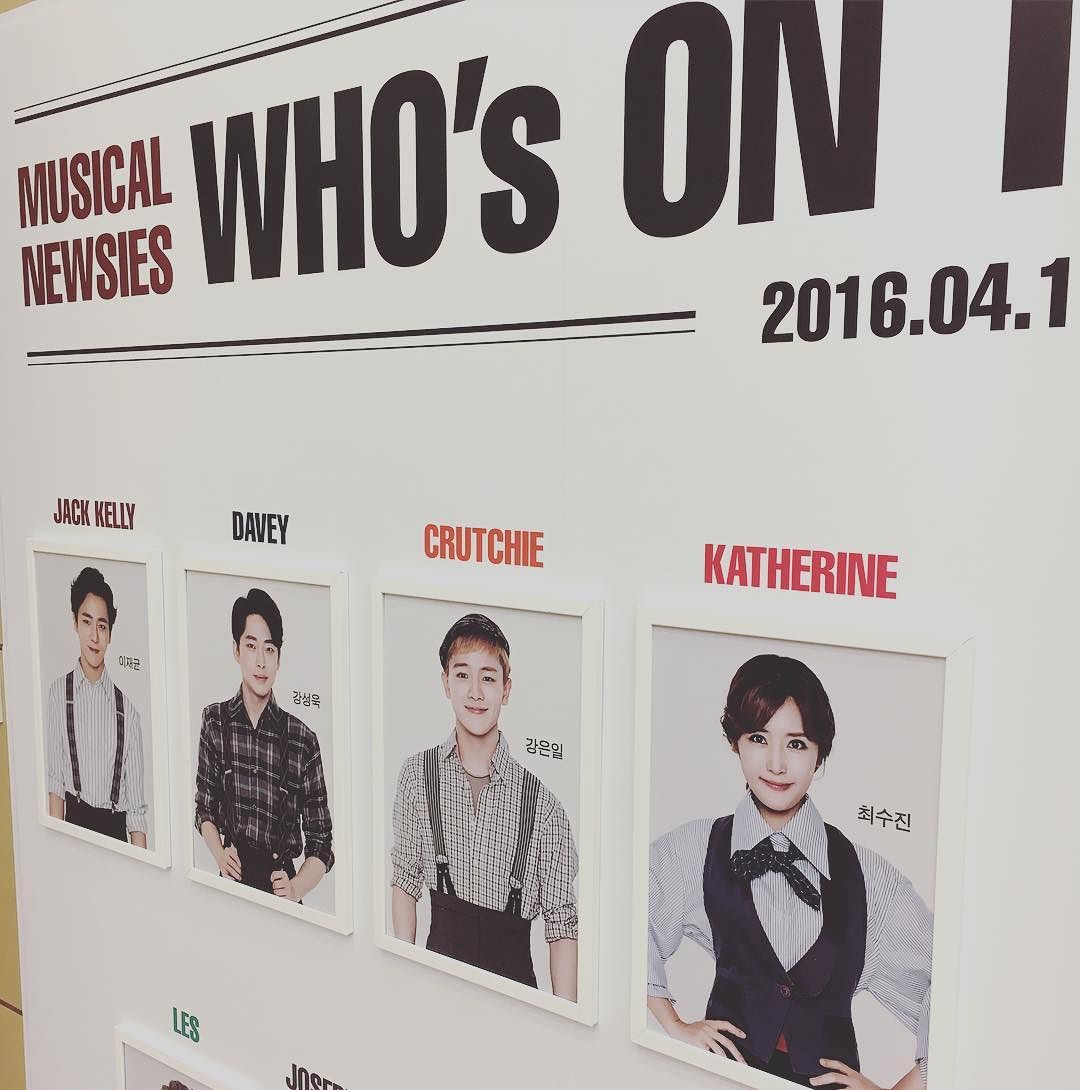 MUSICAL
NEWSIES
WHO's ON
2016.04.1
JACK KELLY
DAVEY
CRUTCHIE
KATHERINE
이재균
강성욱
강은일
최수진
LES